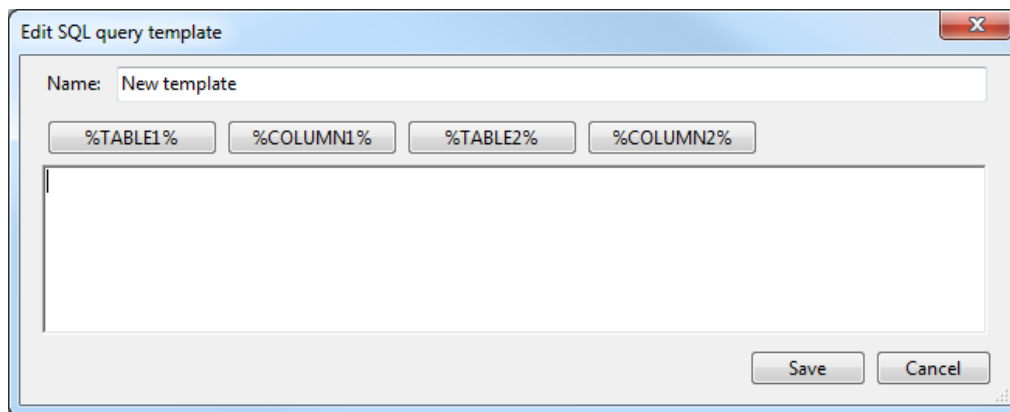 Edit SQL query template
Name: New template
%TABLE1% %COLUMN1% %TABLE2% %COLUMN2%
Save Cancel